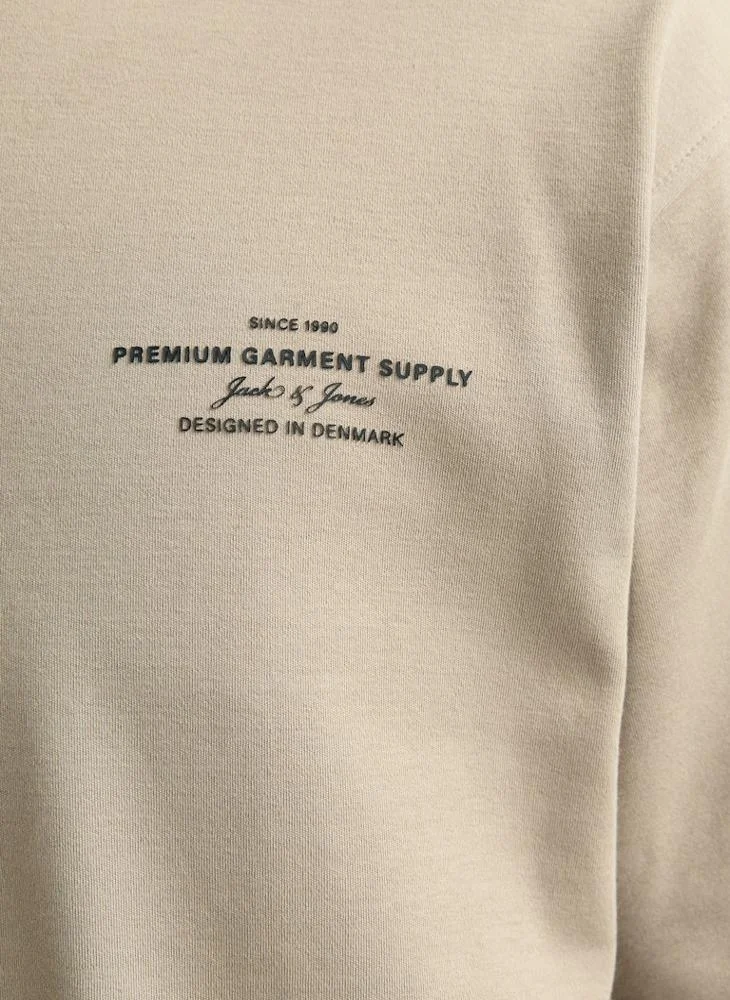 SINCE 1990
PREMIUM GARMENT SUPPLY
Jack & Jones
DESIGNED IN DENMARK